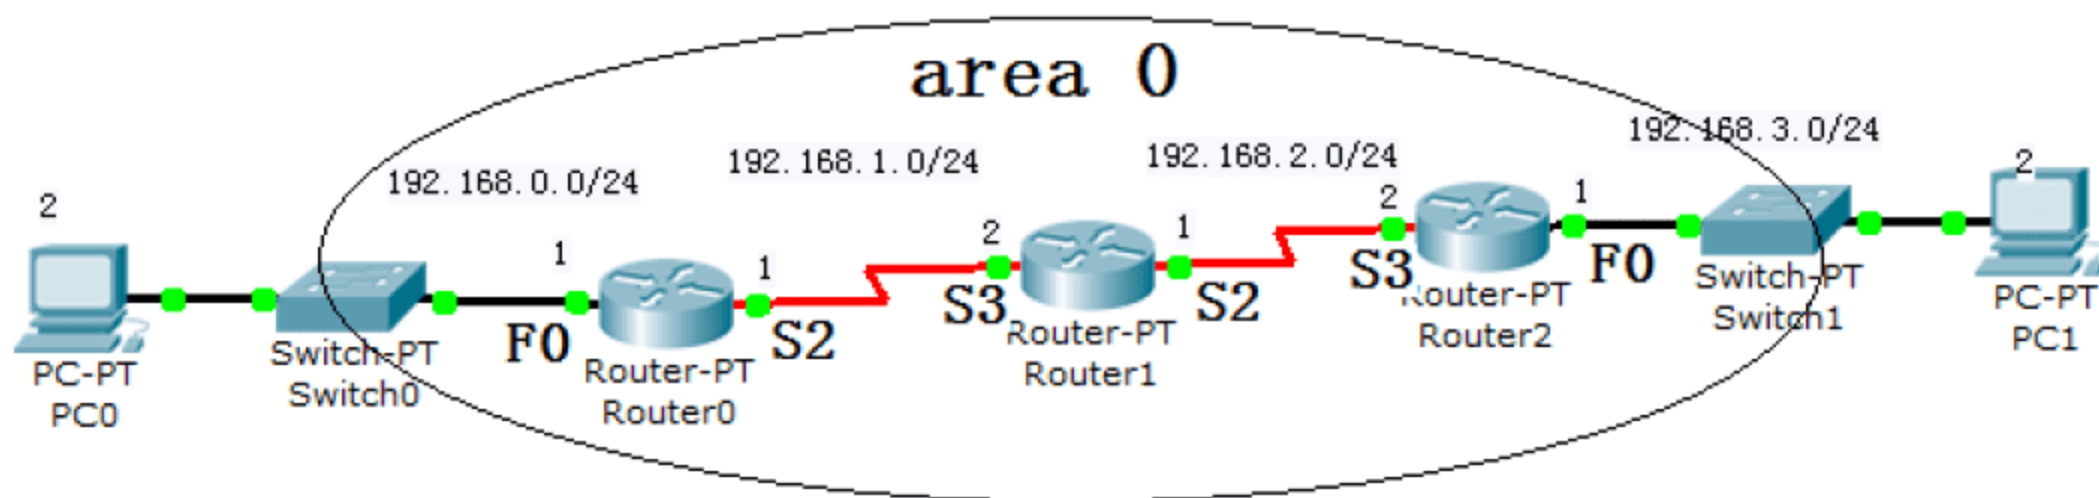 area 0
192.168.0.0/24
192.168.1.0/24
192.168.2.0/24
192.168.3.0/24
2
1
1
2
1
2
1
2
F0
S2
S3
S2
S3
F0
PC-PT
PC0
Switch-PT
Switch0
Router-PT
Router0
Router-PT
Router1
Router-PT
Router2
Switch-PT
Switch1
PC-PT
PC1